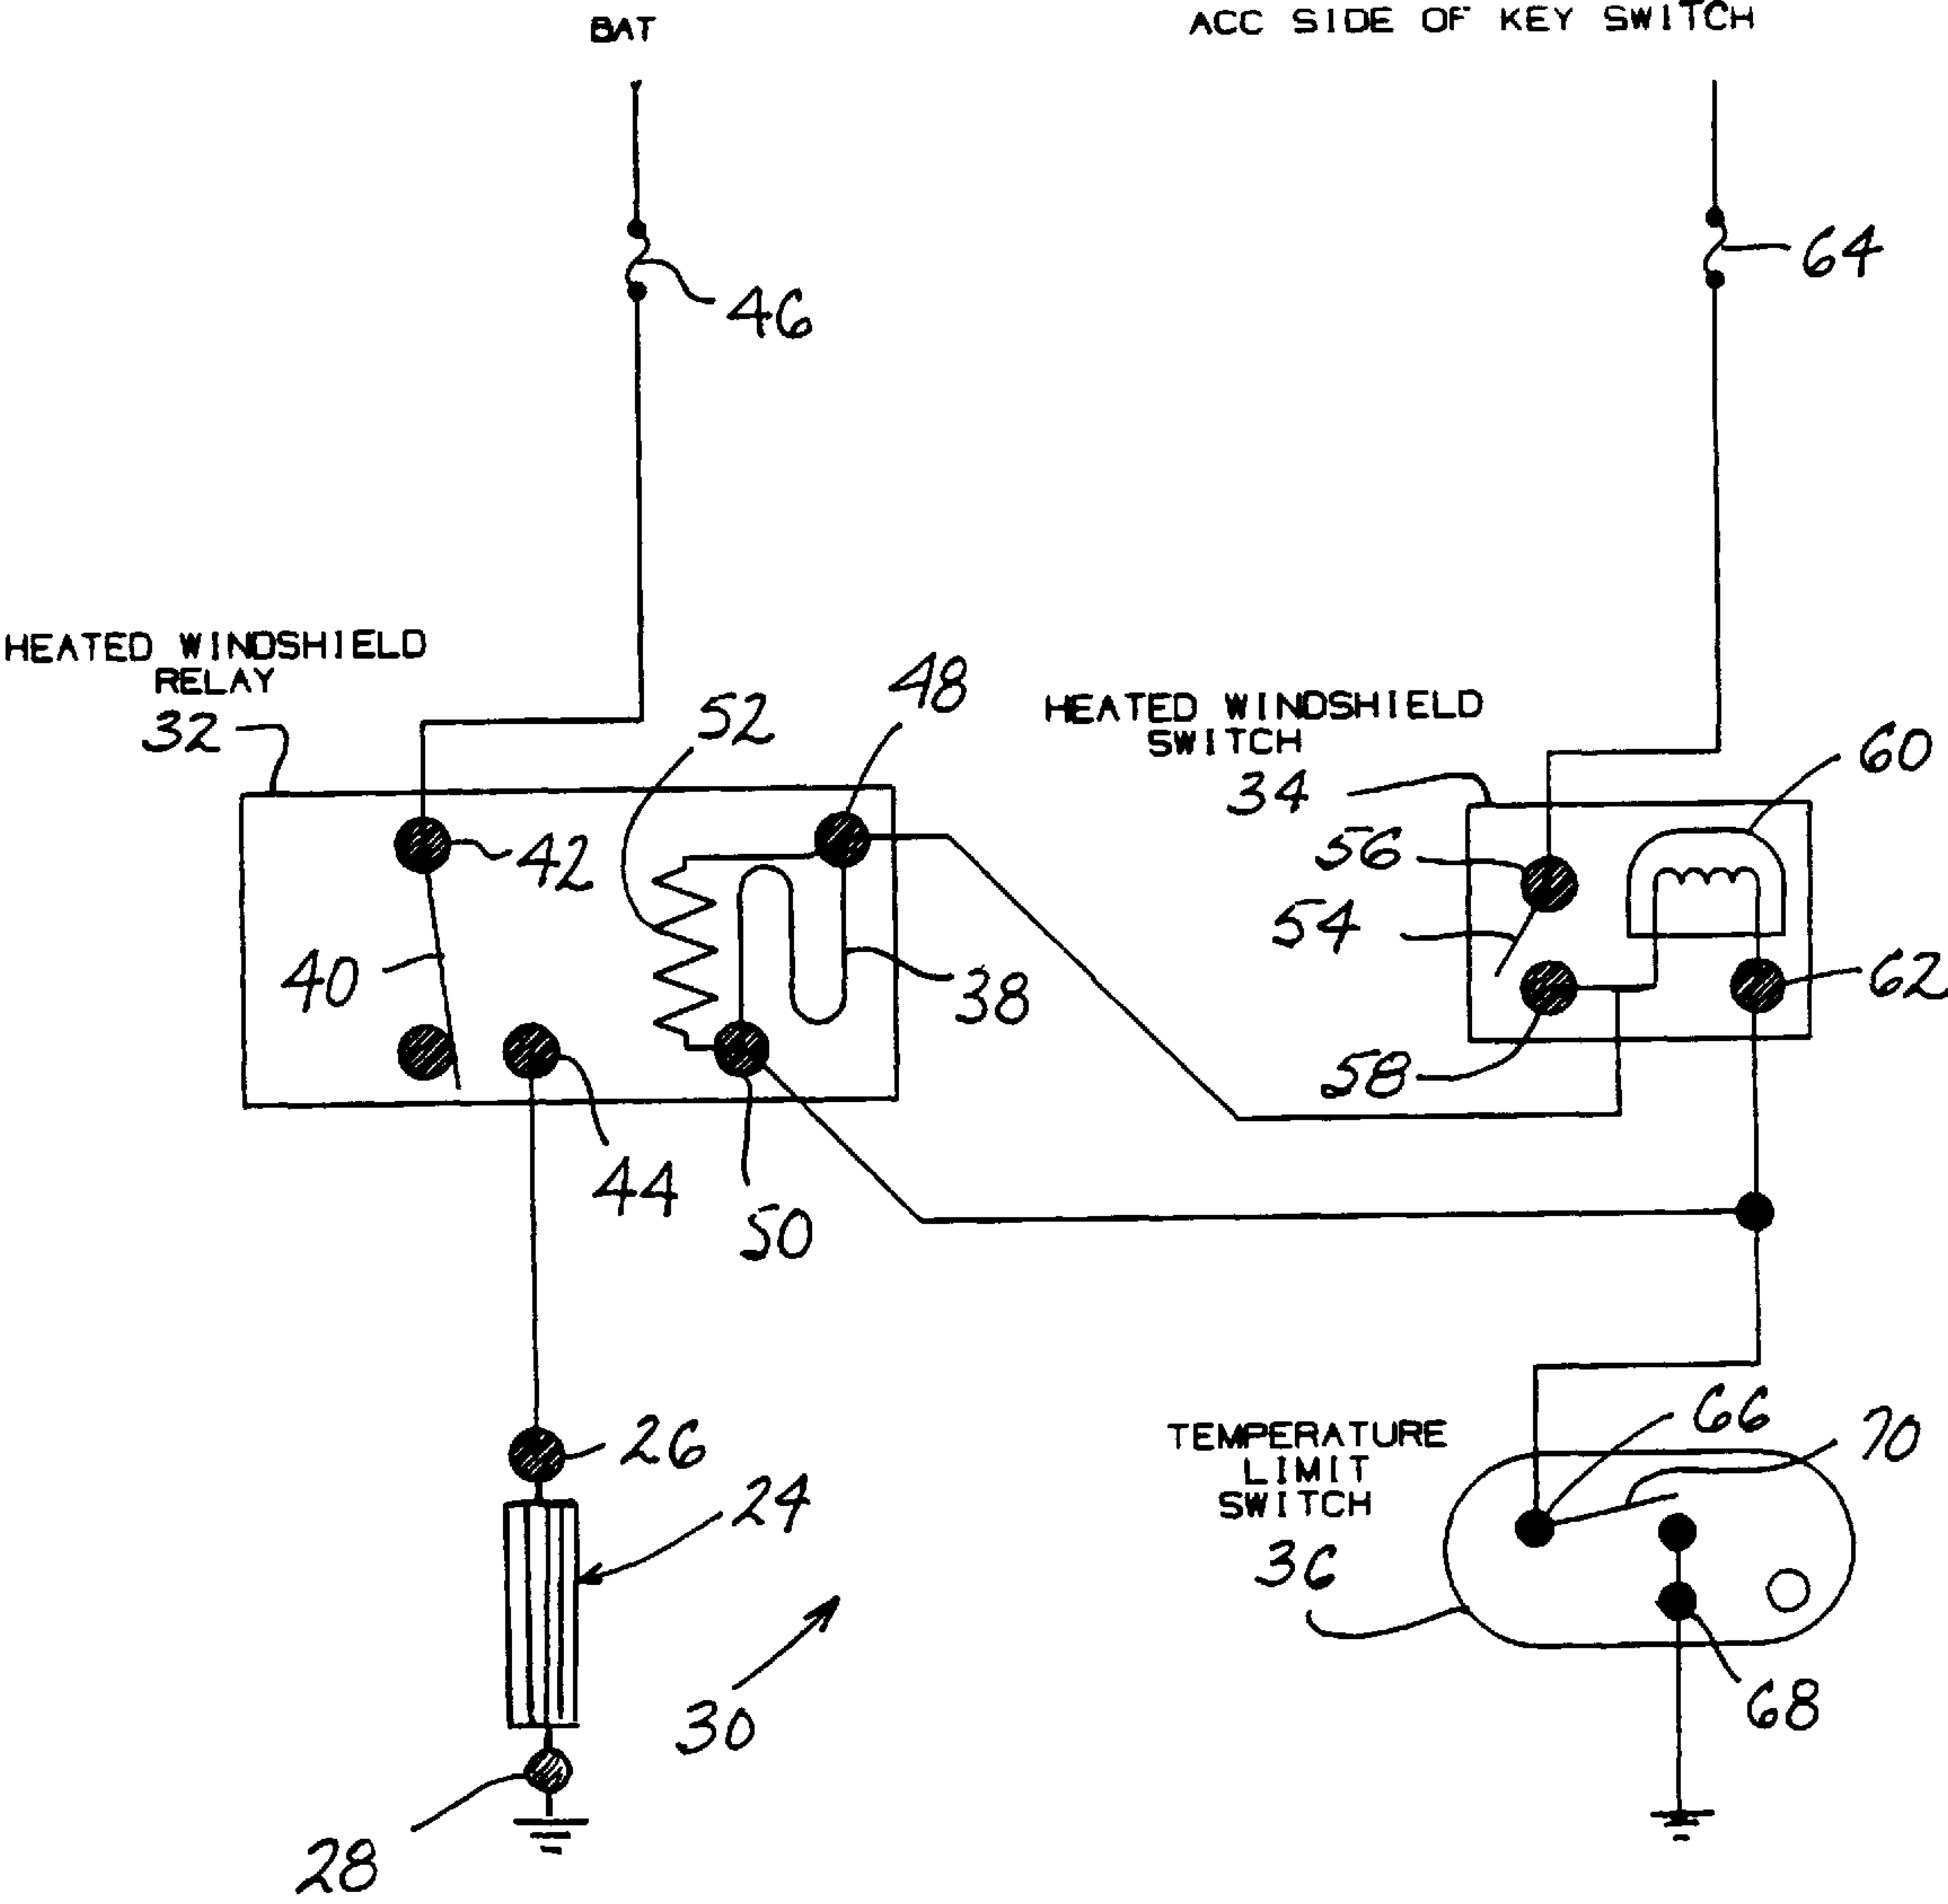 BAT
ACC SIDE OF KEY SWITCH
64
46
HEATED WINDSHIELD
RELAY
32
52
48
HEATED WINDSHIELD
SWITCH
34
60
56
42
54
40
38
62
58
44
50
26
24
TEMPERATURE
LIMIT
SWITCH
36
66
70
30
68
28